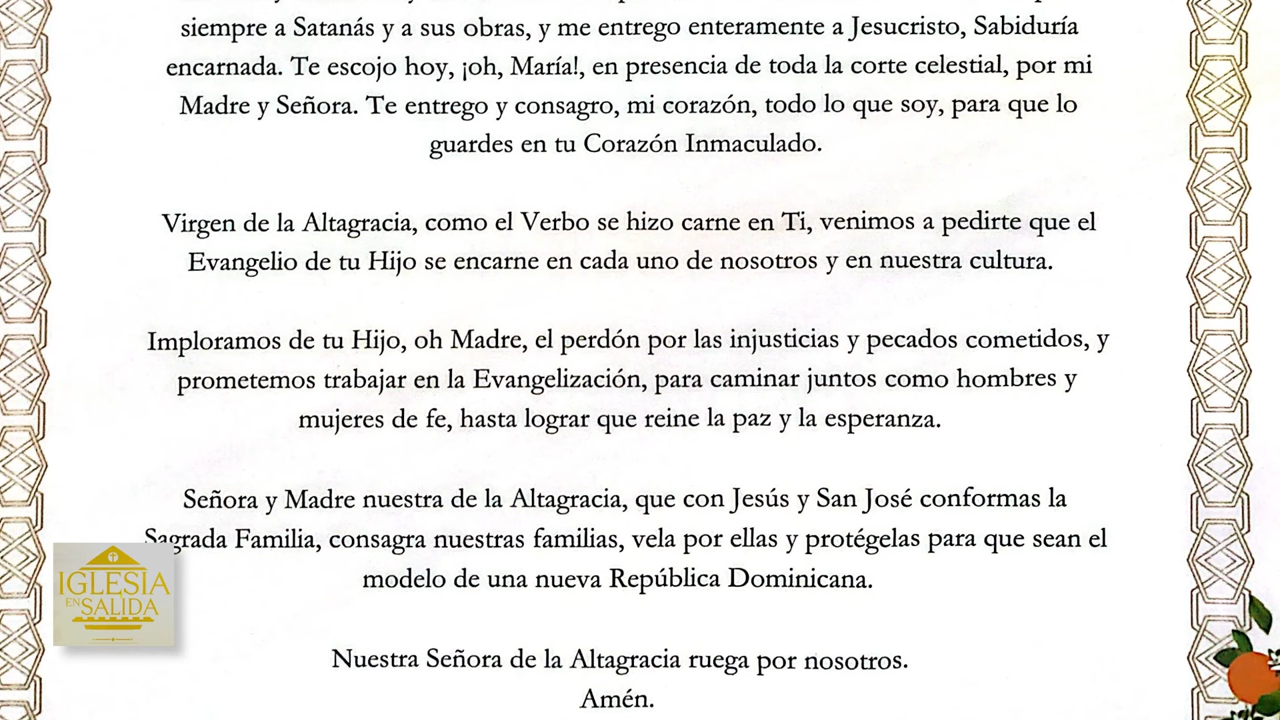 siempre a Satanás y a sus obras, y me entrego enteramente a Jesucristo, Sabiduría
encarnada. Te escojo hoy, ¡oh, María!, en presencia de toda la corte celestial, por mi
Madre y Señora. Te entrego y consagro, mi corazón, todo lo que soy, para que lo
guardes en tu Corazón Inmaculado.
Virgen de la Altagracia, como el Verbo se hizo carne en Ti, venimos a pedirte que el
Evangelio de tu Hijo se encarne en cada uno de nosotros y en nuestra cultura.
Imploramos de tu Hijo, oh Madre, el perdón por las injusticias y pecados cometidos, y
prometemos trabajar en la Evangelización, para caminar juntos como hombres y
mujeres de fe, hasta lograr que reine la paz y la esperanza.
Señora y Madre nuestra de la Altagracia, que con Jesús y San José conformas la
Sagrada Familia, consagra nuestras familias, vela por ellas y protégelas para que sean el
modelo de una nueva República Dominicana.
Nuestra Señora de la Altagracia ruega por nosotros.
Amén.
IGLESIA
EN SALIDA